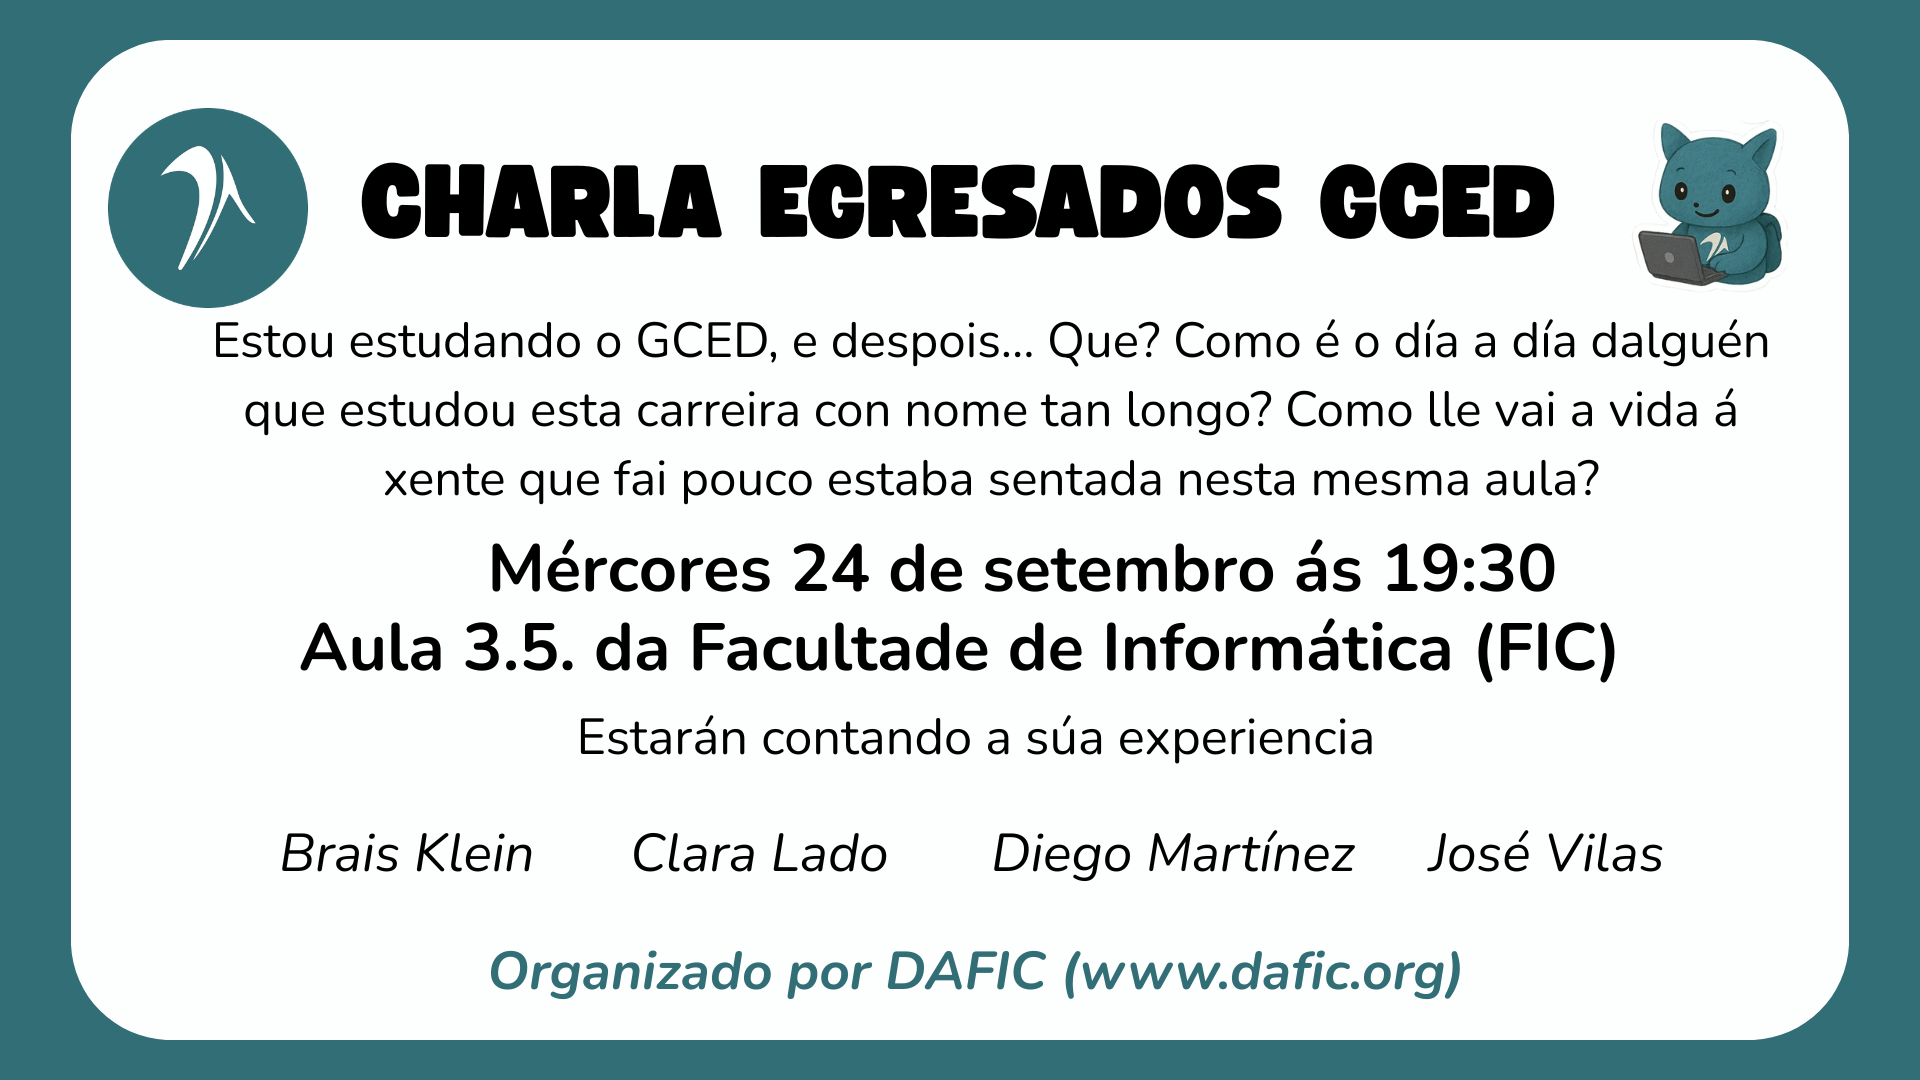 CHARLA EGRESADOS GCED
Estou estudando o GCED, e despois... Que? Como é o día a día dalguén
que estudou esta carreira con nome tan longo? Como lle vai a vida á
xente que fai pouco estaba sentada nesta mesma aula?
Mércores 24 de setembro ás 19:30
Aula 3.5. da Facultade de Informática (FIC)
Estarán contando a súa experiencia
Brais Klein Clara Lado Diego Martínez José Vilas
Organizado por DAFIC (www.dafic.org)